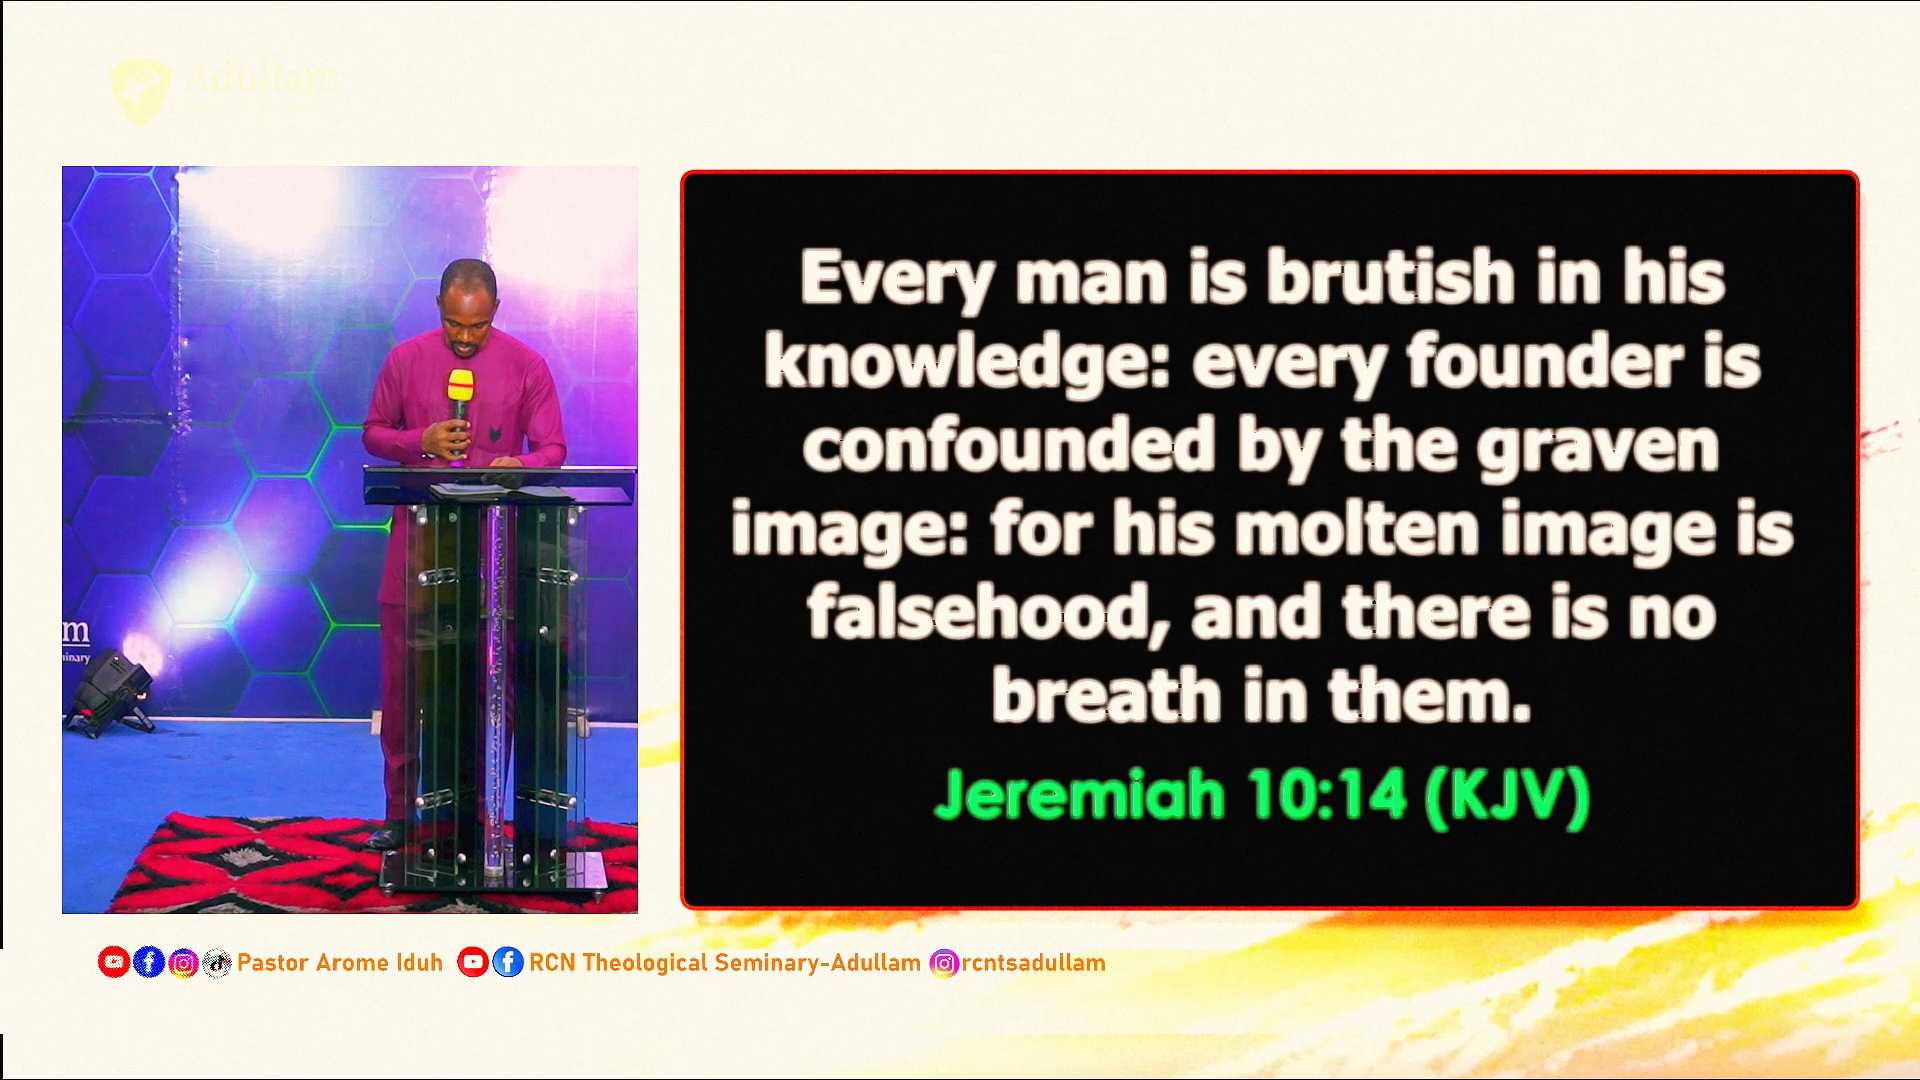 Adullam
Every man is brutish in his
knowledge: every founder is
confounded by the graven
image: for his molten image is
falsehood, and there is no
breath in them.
Jeremiah 10:14 (KJV)
m
minary
Pastor Arome Iduh RCN Theological Seminary-Adullam rcntsadullam